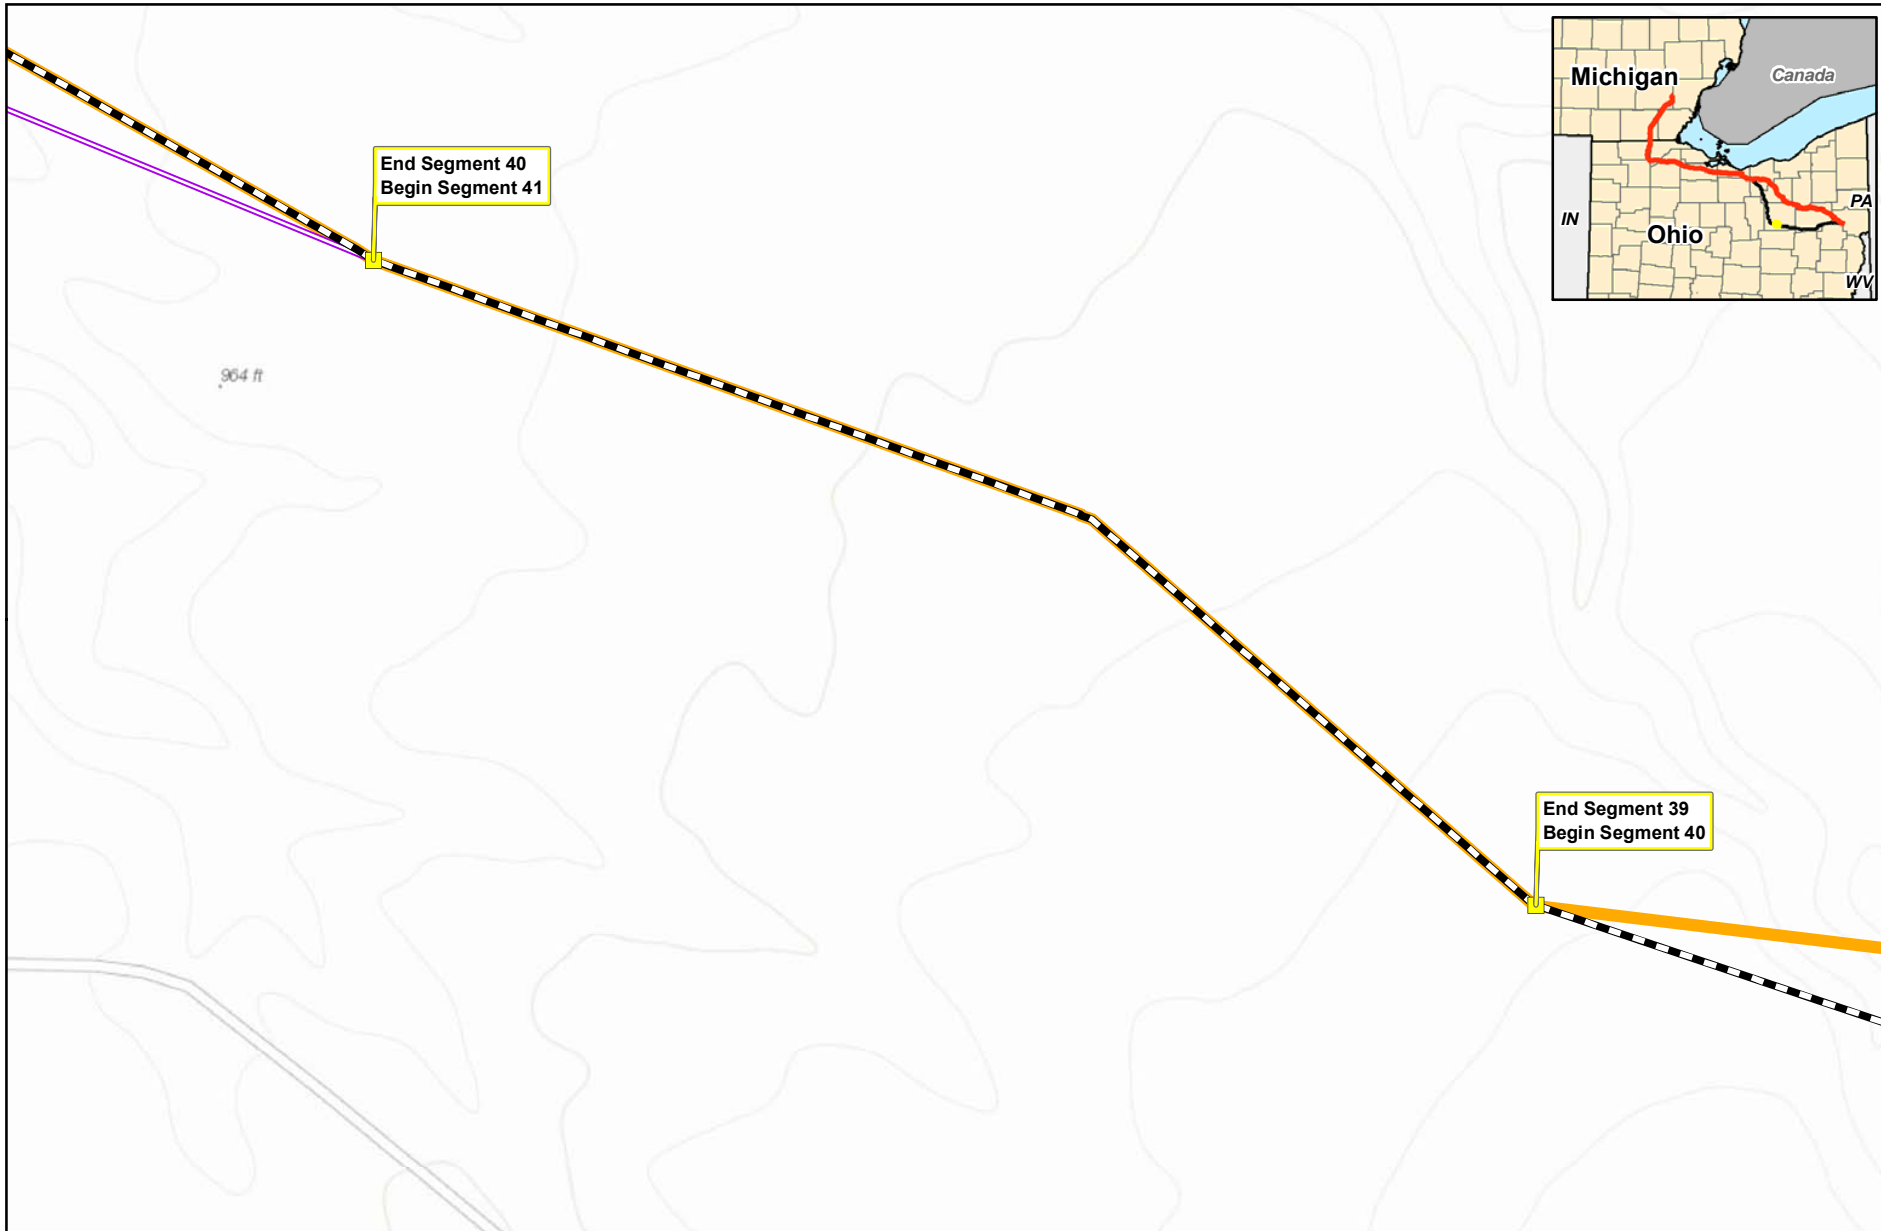 End Segment 40
Begin Segment 41
964 ft
End Segment 39
Begin Segment 40
Michigan
Canada
IN
Ohio
PA
WV